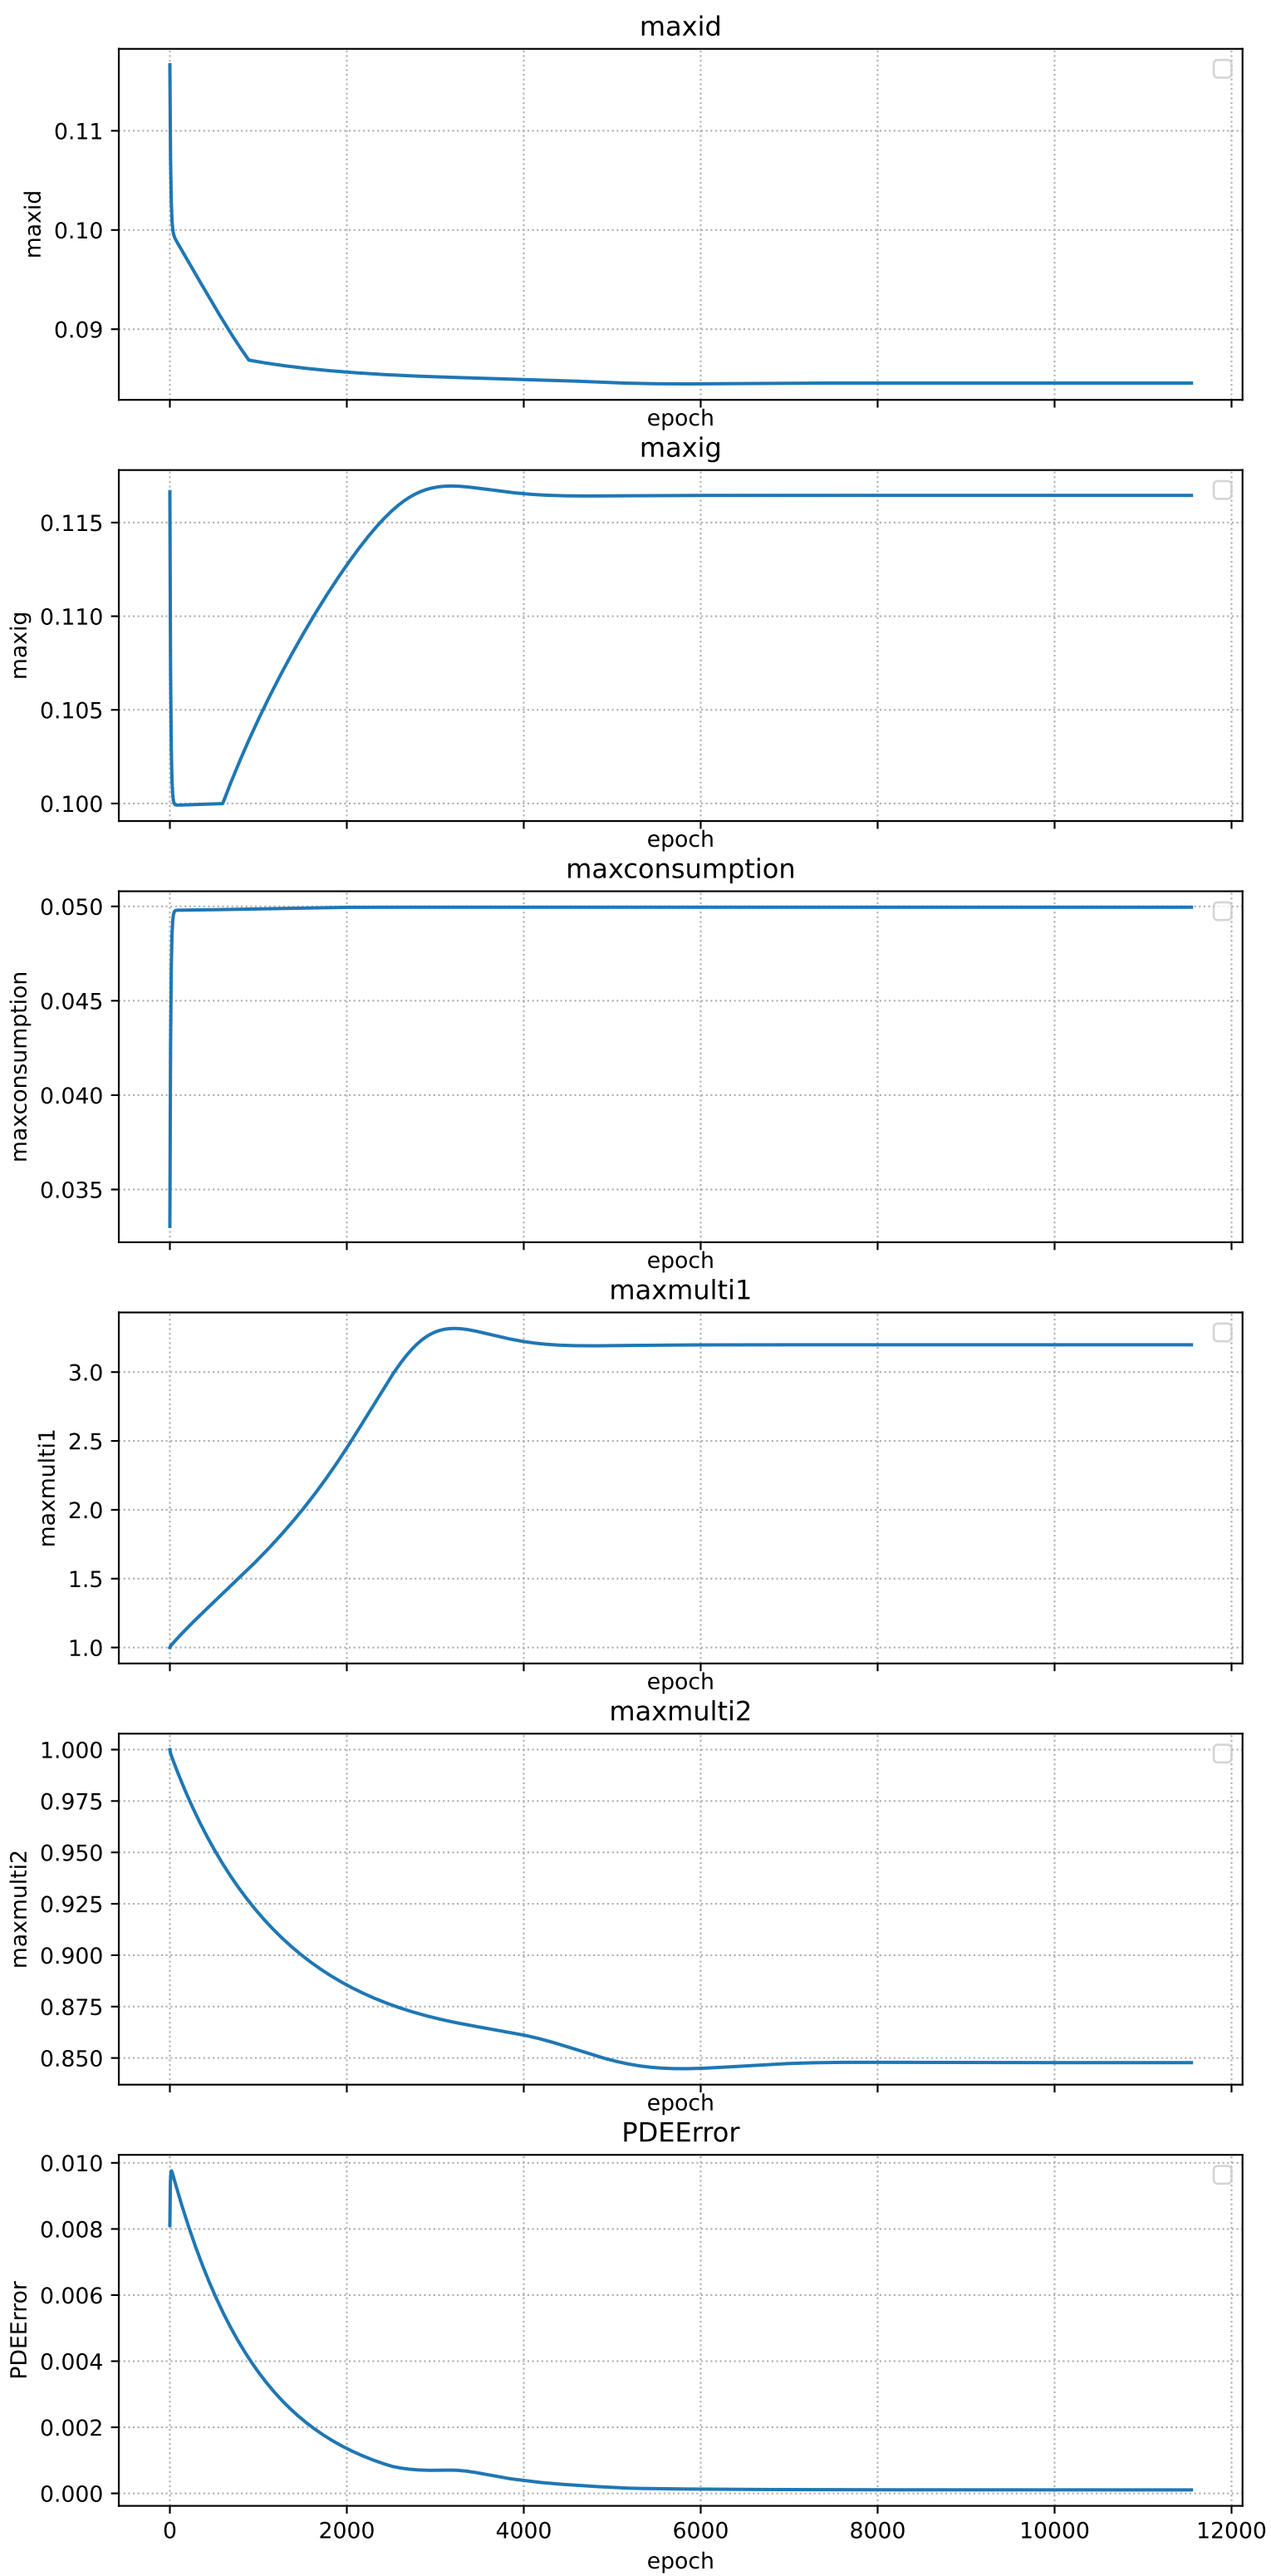 maxid
maxid
0.11
0.10
0.09
epoch
maxig
maxig
0.115
0.110
0.105
0.100
epoch
maxconsumption
maxconsumption
0.050
0.045
0.040
0.035
epoch
maxmulti1
maxmulti1
3.0
2.5
2.0
1.5
1.0
epoch
maxmulti2
maxmulti2
1.000
0.975
0.950
0.925
0.900
0.875
0.850
epoch
PDEError
PDEError
0.010
0.008
0.006
0.004
0.002
0.000
0 2000 4000 6000 8000 10000 12000
epoch